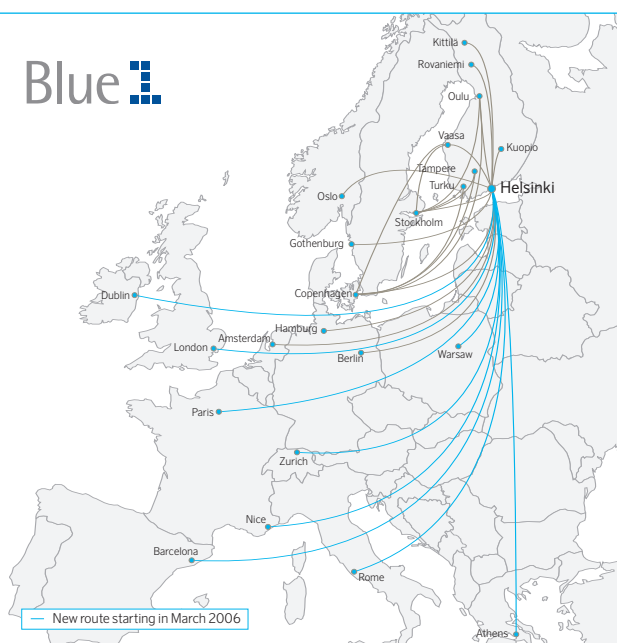 Blue 1
Kittilä
Rovaniemi
Oulu
Vaasa
Kuopio
Tampere
Turku
Helsinki
Oslo
Stockholm
Gothenburg
Copenhagen
Dublin
Hamburg
Amsterdam
London
Berlin
Warsaw
Paris
Zurich
Nice
Barcelona
Rome
New route starting in March 2006
Athens